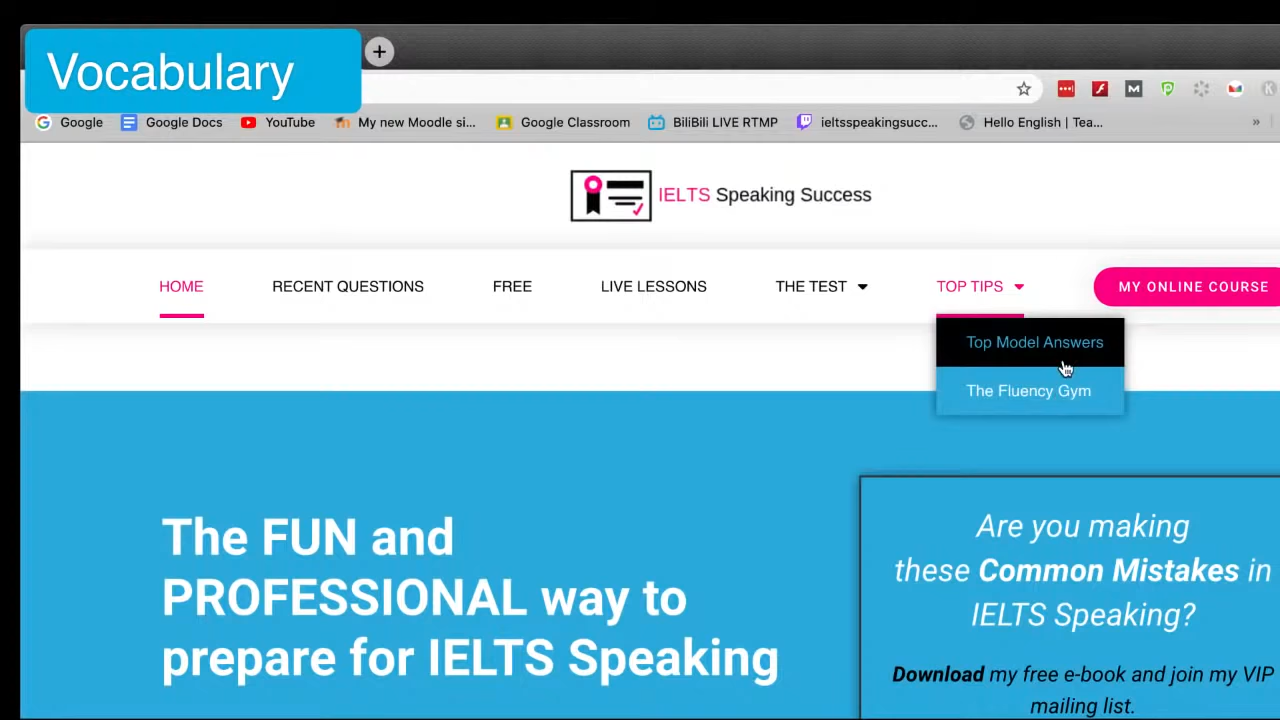 Vocabulary
Google Google Docs YouTube My new Moodle si... Google Classroom BiliBili LIVE RTMP ieltsspeakingsucc... Hello English | Tea... »
IELTS Speaking Success
HOME RECENT QUESTIONS FREE LIVE LESSONS THE TEST TOP TIPS MY ONLINE COURSE
Top Model Answers
The Fluency Gym
The FUN and
PROFESSIONAL way to
prepare for IELTS Speaking
Are you making
these Common Mistakes in
IELTS Speaking?
Download my free e-book and join my VIP
mailing list.